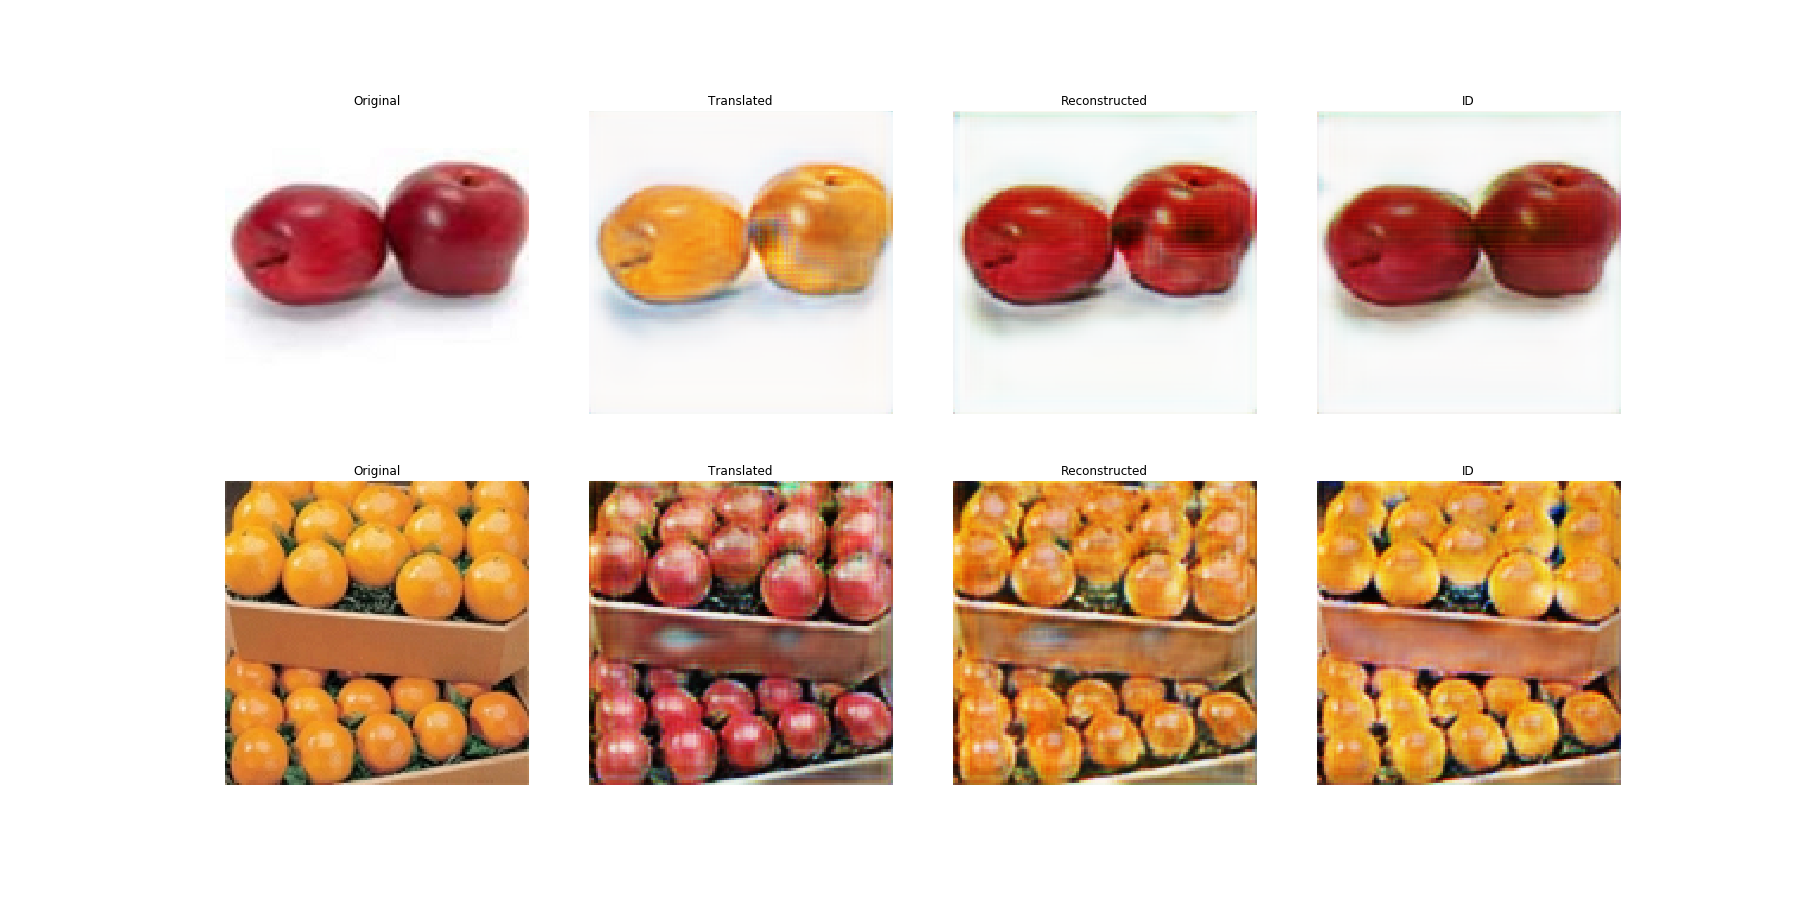 Original
Translated
Reconstructed
ID
Original
Translated
Reconstructed
ID